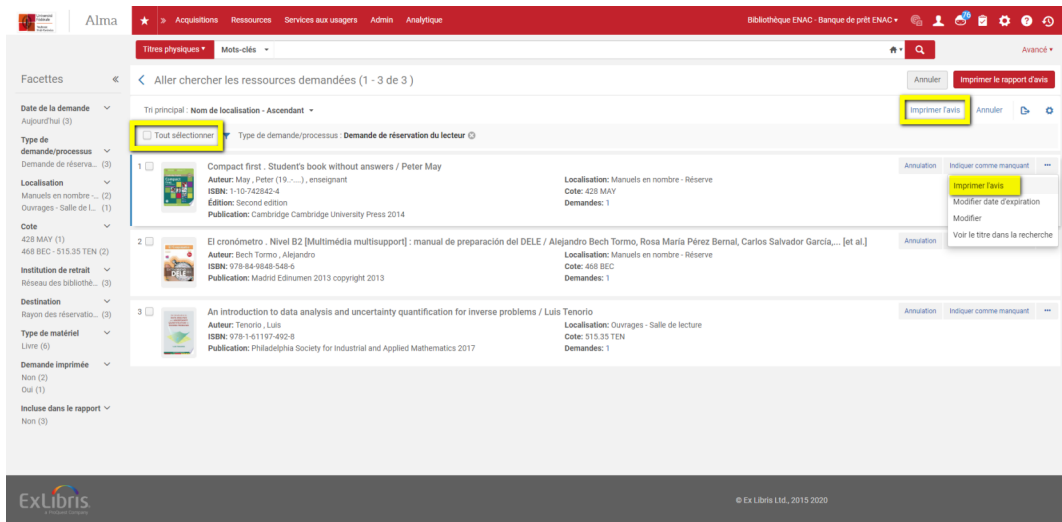 Alma
Acquisitions Ressources Services aux usagers Admin Analytique
Bibliothèque ENAC - Banque de prêt ENAC
76
Titres physiques Mots-clés
Avancé
Facettes
Aller chercher les ressources demandées (1 - 3 de 3 )
Annuler Imprimer le rapport d'avis
Tri principal : Nom de localisation - Ascendant
Imprimer l'avis Annuler
Tout sélectionner Type de demande/processus : Demande de réservation du lecteur
Date de la demande
Aujourd'hui (3)
Type de
demande/processus
Demande de réserva... (3)
Localisation
Manuels en nombre -... (2)
Ouvrages - Salle de l... (1)
Cote
428 MAY (1)
468 BEC - 515.35 TEN (2)
Institution de retrait
Réseau des bibliothé... (3)
Destination
Rayon des réservatio... (3)
Type de matériel
Livre (6)
Demande imprimée
Non (2)
Oui (1)
Incluse dans le rapport
Non (3)
1 Compact first . Student's book without answers / Peter May
Auteur: May , Peter (19..-....) , enseignant
ISBN: 1-10-742842-4
Édition: Second edition
Publication: Cambridge Cambridge University Press 2014
Localisation: Manuels en nombre - Réserve
Cote: 428 MAY
Demandes: 1
Annulation Indiquer comme manquant
Imprimer l'avis
Modifier date d'expiration
Modifier
Voir le titre dans la recherche
2 El cronómetro . Nivel B2 [Multimédia multisupport] : manual de preparación del DELE / Alejandro Bech Tormo, Rosa María Pérez Bernal, Carlos Salvador García,... [et al.]
Auteur: Bech Tormo , Alejandro
ISBN: 978-84-9848-548-6
Publication: Madrid Edinumen 2013 copyright 2013
Localisation: Manuels en nombre - Réserve
Cote: 468 BEC
Demandes: 1
Annulation
DELE
3 An introduction to data analysis and uncertainty quantification for inverse problems / Luis Tenorio
Auteur: Tenorio , Luis
ISBN: 978-1-61197-492-8
Publication: Philadelphia Society for Industrial and Applied Mathematics 2017
Localisation: Ouvrages - Salle de lecture
Cote: 515.35 TEN
Demandes: 1
Annulation Indiquer comme manquant
ExLibris
© Ex Libris Ltd., 2015 2020